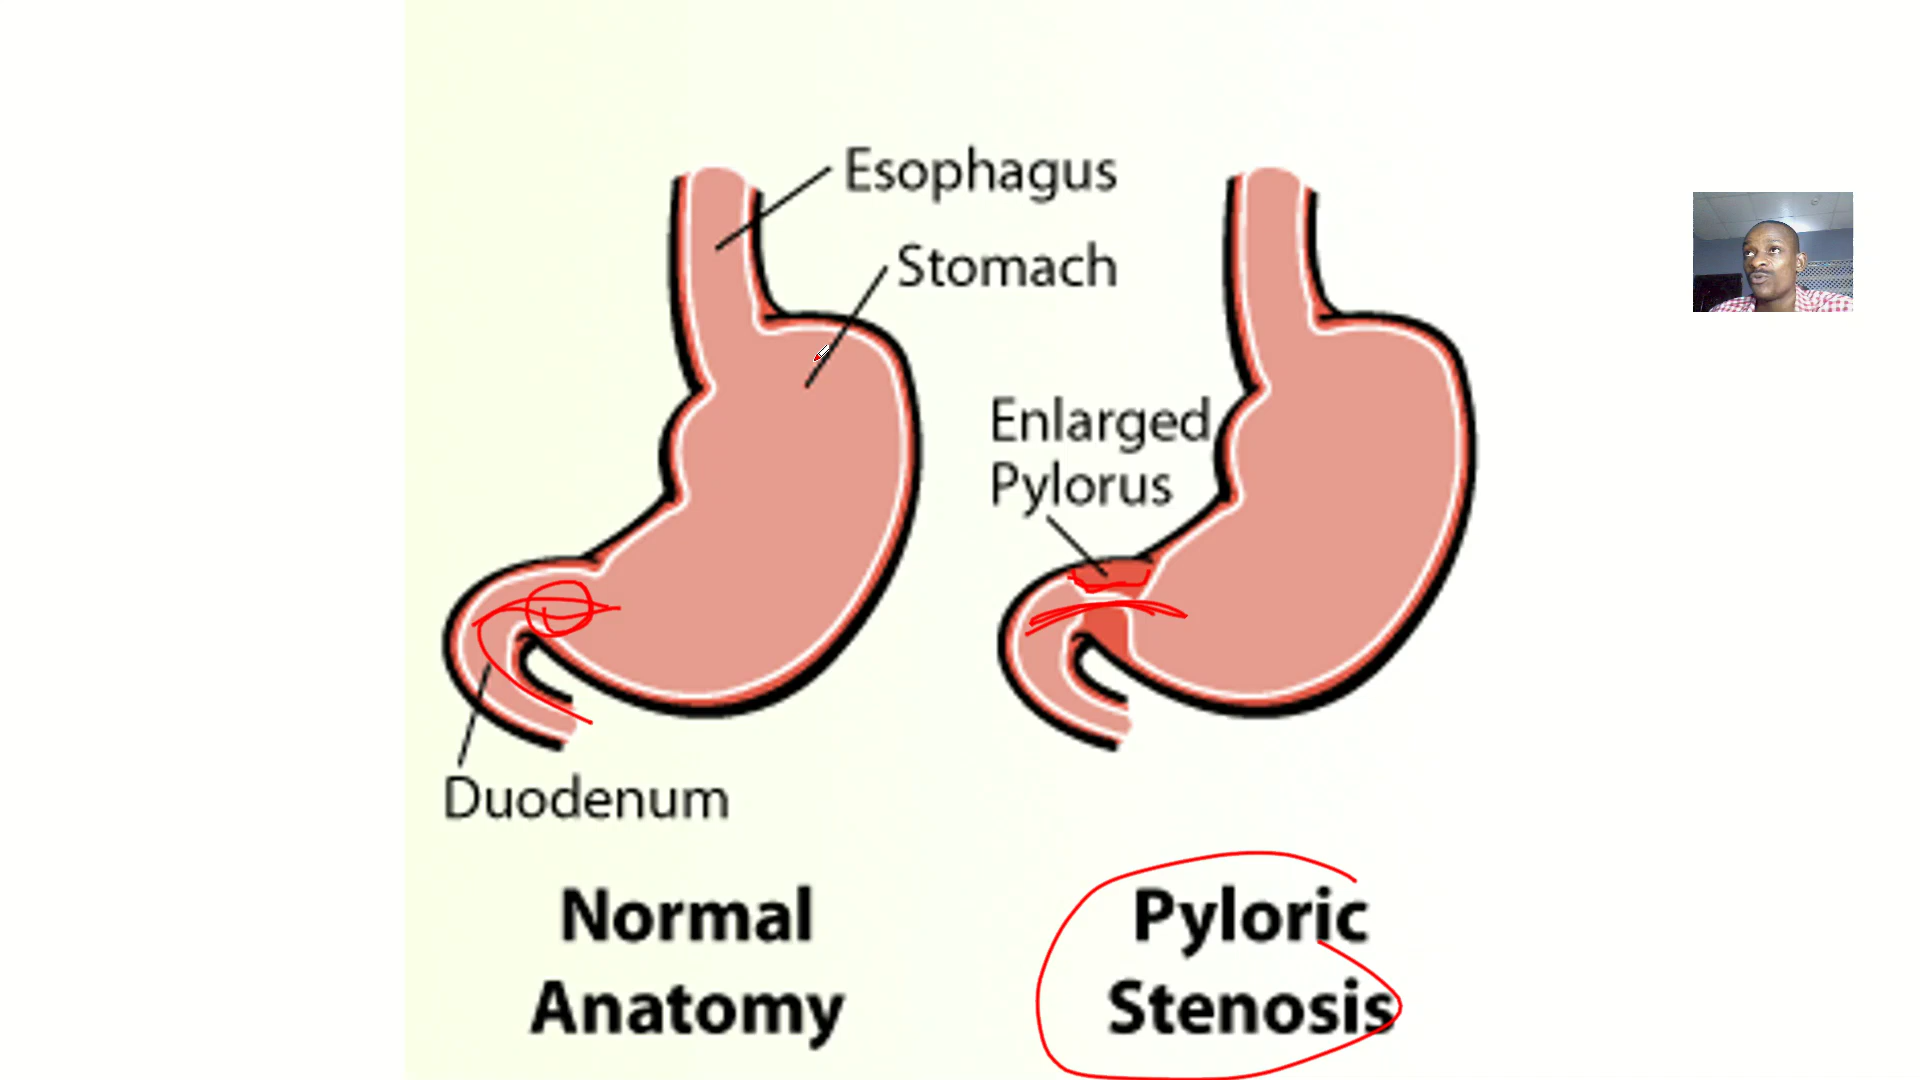 Esophagus
Stomach
Enlarged
Pylorus
Duodenum
Normal
Anatomy
Pyloric
Stenosis